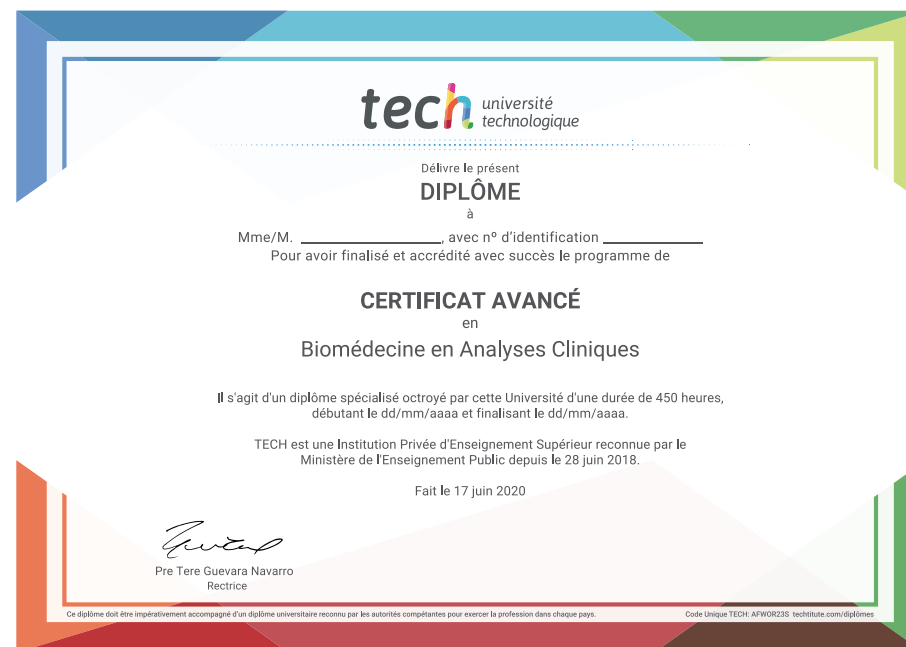 tech université
technologique
Délivre le présent
DIPLÔME
à
Mme/M. ____________________, avec nº d'identification ______________
Pour avoir finalisé et accrédité avec succès le programme de
CERTIFICAT AVANCÉ
en
Biomédecine en Analyses Cliniques
Il s'agit d'un diplôme spécialisé octroyé par cette Université d'une durée de 450 heures,
débutant le dd/mm/aaaa et finalisant le dd/mm/aaaa.
TECH est une Institution Privée d'Enseignement Supérieur reconnue par le
Ministère de l'Enseignement Public depuis le 28 juin 2018.
Fait le 17 juin 2020
Pre Tere Guevara Navarro
Rectrice
Ce diplôme doit être impérativement accompagné d'un diplôme universitaire reconnu par les autorités compétantes pour exercer la profession dans chaque pays.
Code Unique TECH: AFWOR23S techtitute.com/diplômes